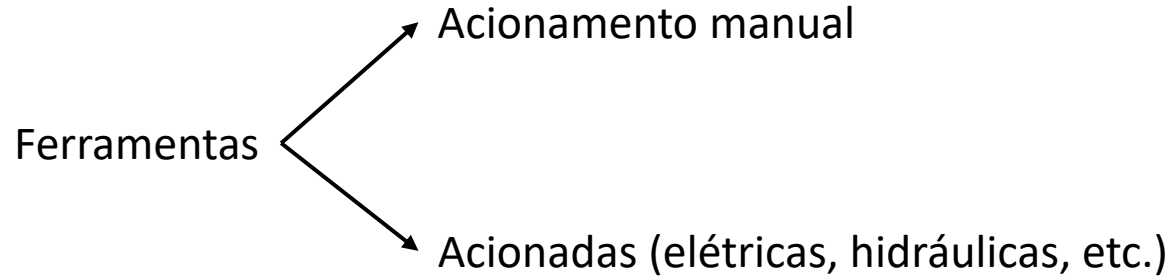 Acionamento manual
Ferramentas
Acionadas (elétricas, hidráulicas, etc.)